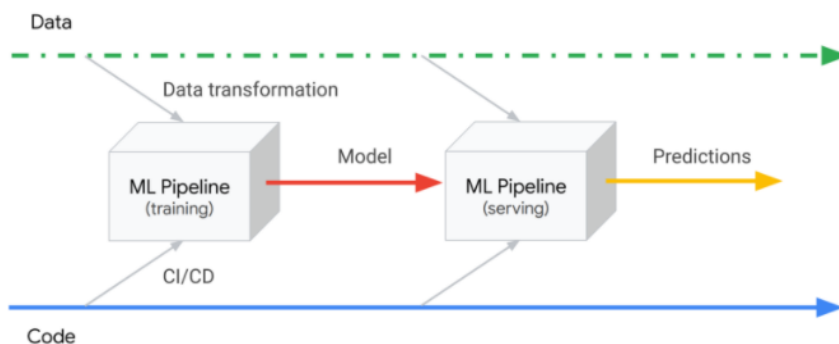 Data
Data transformation
Model
Predictions
ML Pipeline
(training)
ML Pipeline
(serving)
CI/CD
Code